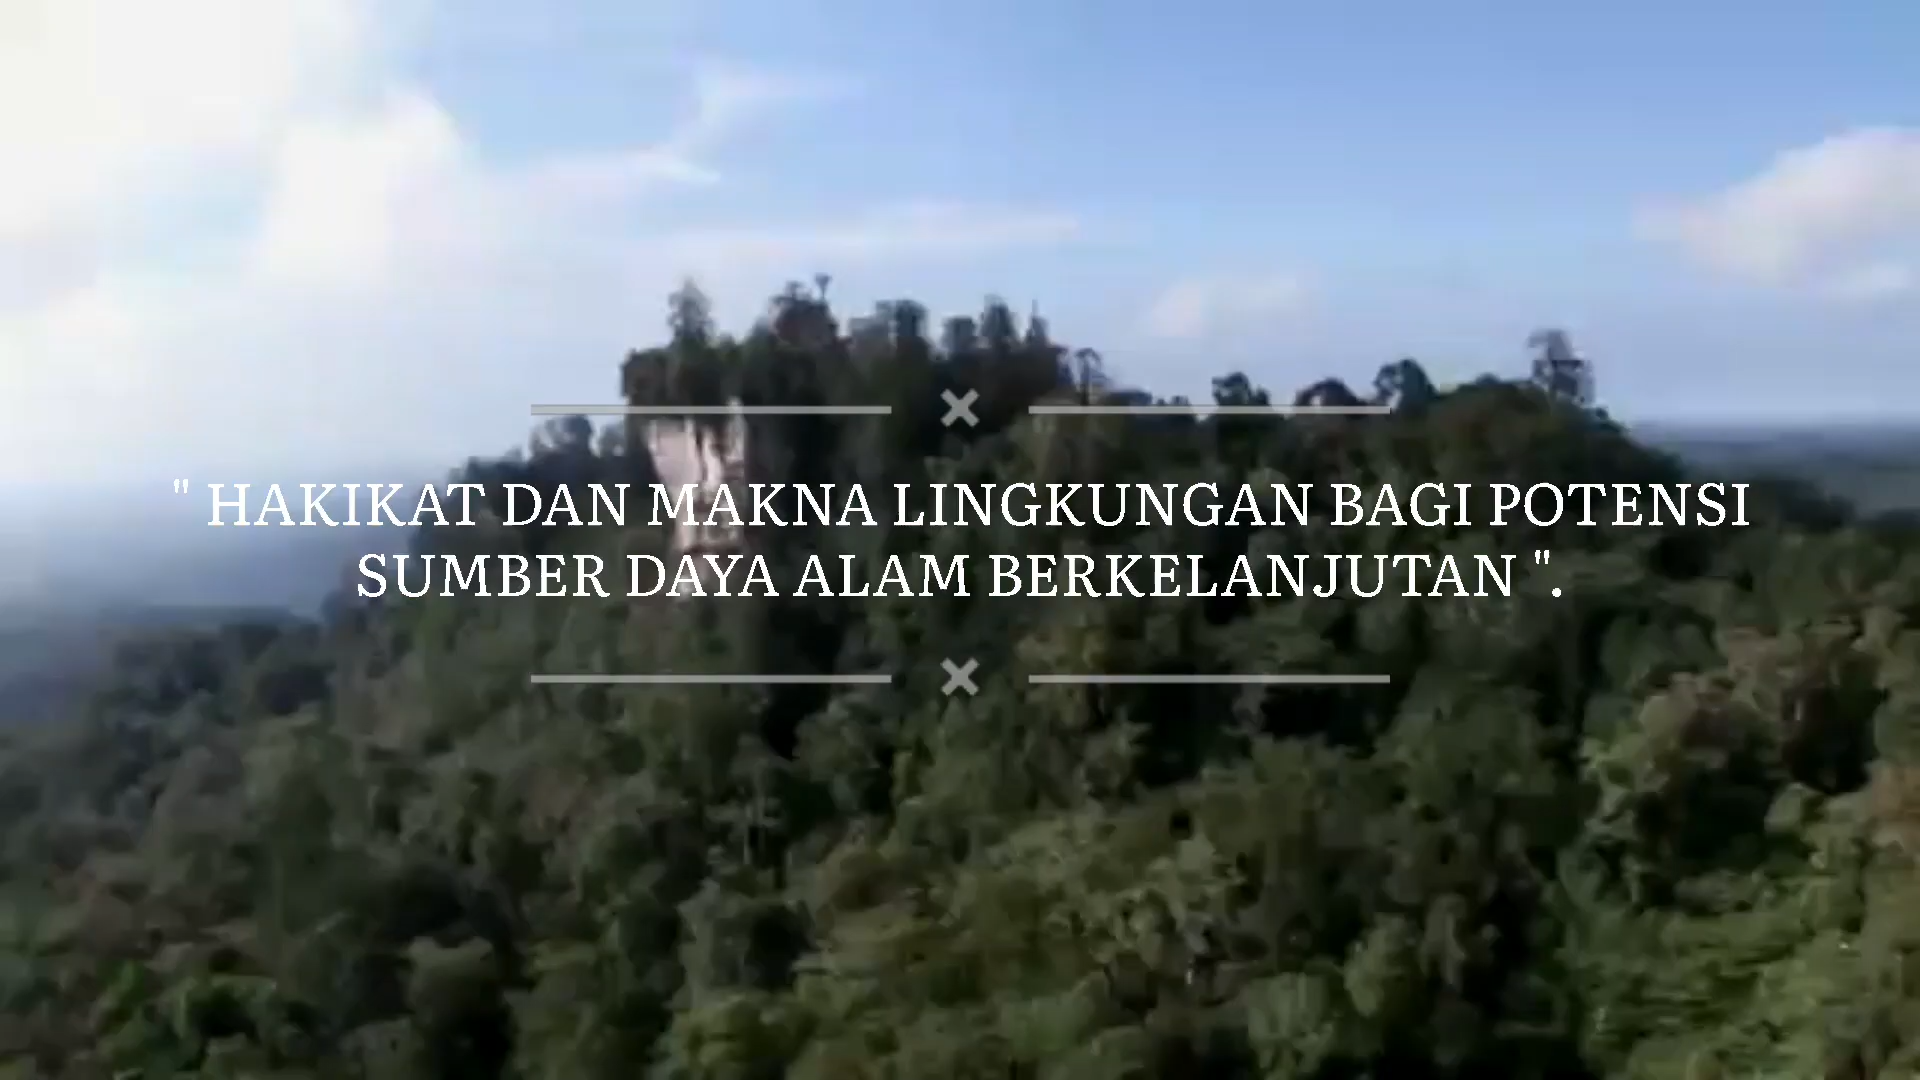 " HAKIKAT DAN MAKNA LINGKUNGAN BAGI POTENSI
SUMBER DAYA ALAM BERKELANJUTAN ".